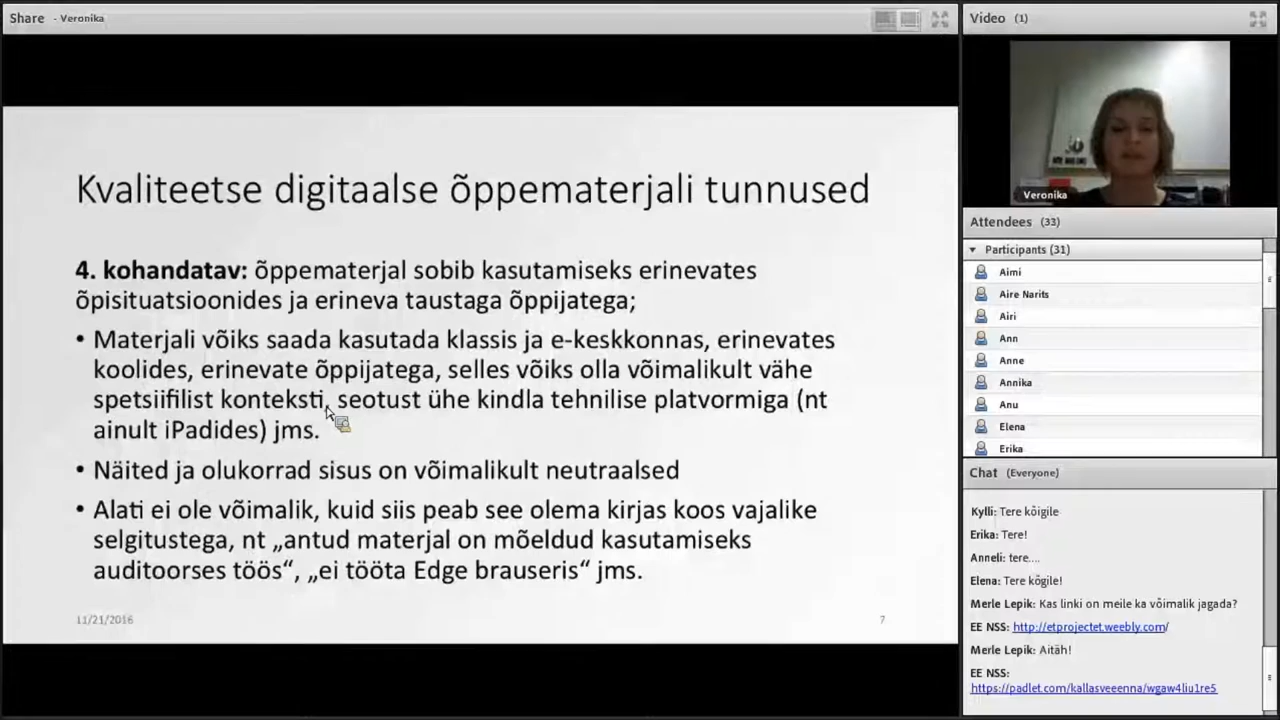 Share - Veronika
Kvaliteetse digitaalse õppematerjali tunnused
4. kohandatav: õppematerjal sobib kasutamiseks erinevates
õpisituatsioonides ja erineva taustaga õppijatega;
• Materjali võiks saada kasutada klassis ja e-keskkonnas, erinevates
koolides, erinevate õppijatega, selles võiks olla võimalikult vähe
spetsiifilist konteksti, seotust ühe kindla tehnilise platvormiga (nt
ainult iPadides) jms.
• Näited ja olukorrad sisus on võimalikult neutraalsed
• Alati ei ole võimalik, kuid siis peab see olema kirjas koos vajalike
selgitustega, nt „antud materjal on mõeldud kasutamiseks
auditoorses töös“, „ei tööta Edge brauseris“ jms.
11/21/2016
7
Video (1)
Veronika
Attendees (33)
Participants (31)
Aimi
Aire Narits
Airi
Ann
Anne
Annika
Anu
Elena
Erika
Chat (Everyone)
Kylli: Tere kõigile
Erika: Tere!
Anneli: tere....
Elena: Tere kõgile!
Merle Lepik: Kas linki on meile ka võimalik jagada?
EE NSS: http://etprojectet.weebly.com/
Merle Lepik: Aitäh!
EE NSS:
https://padlet.com/kallasveeenna/wgaw4liu1re5